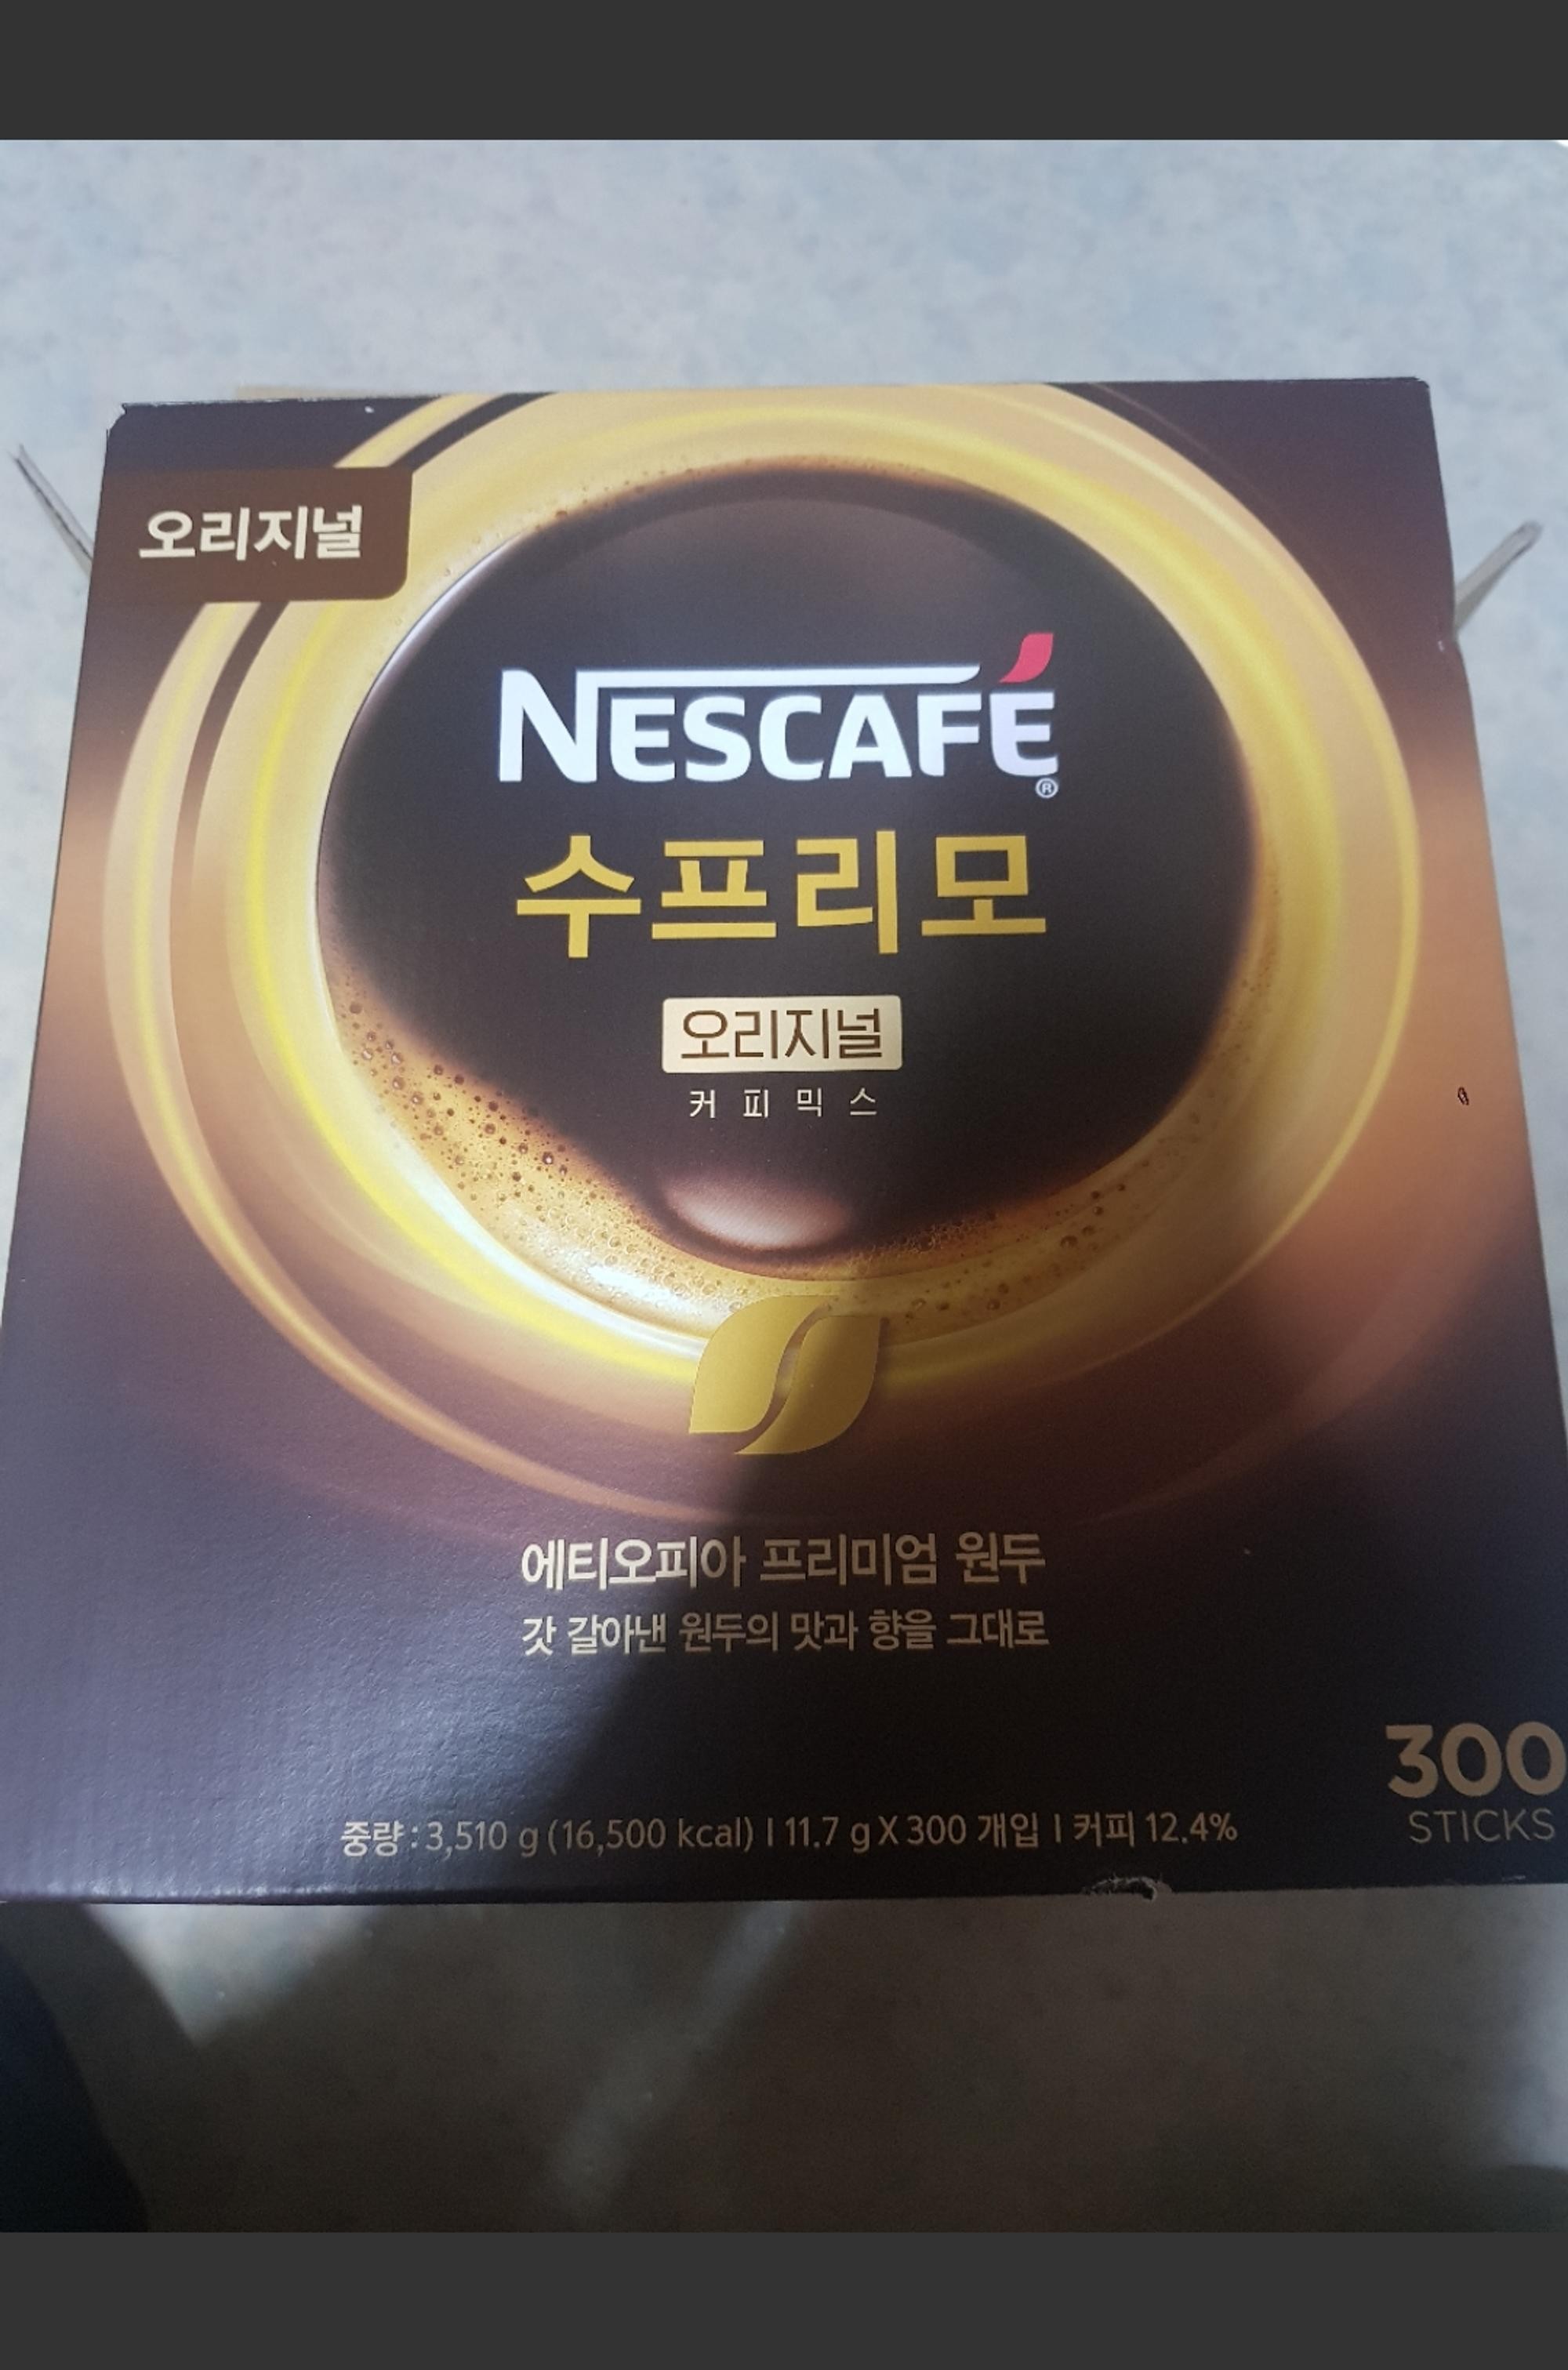 오리지널
NESCAFÉ
®
수프리모
오리지널
커피믹스
에티오피아 프리미엄 원두
갓 갈아낸 원두의 맛과 향을 그대로
300
STICKS
중량 : 3,510 g (16,500 kcal) l 11.7 g X 300 개입 l 커피 12.4%